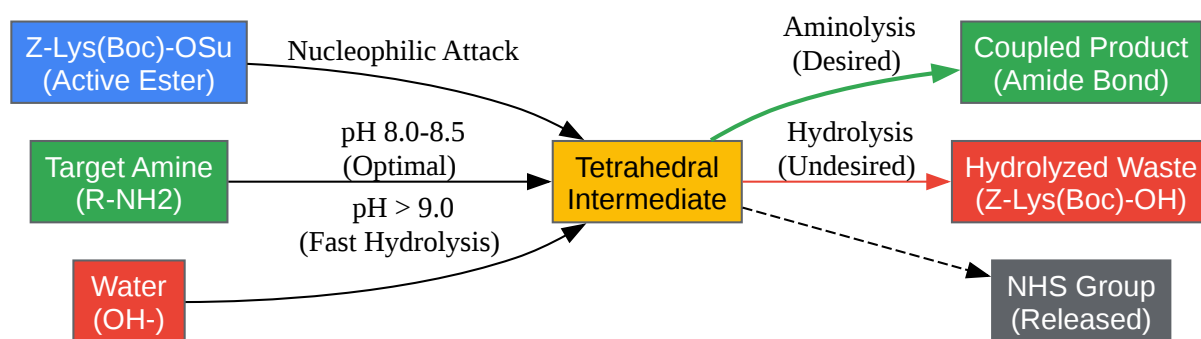 Z-Lys(Boc)-OSu
(Active Ester)
Nucleophilic Attack
Target Amine
(R-NH2)
pH 8.0-8.5
(Optimal)
Water
(OH-)
pH > 9.0
(Fast Hydrolysis)
Tetrahedral
Intermediate
Aminolysis
(Desired)
Coupled Product
(Amide Bond)
Hydrolysis
(Undesired)
Hydrolyzed Waste
(Z-Lys(Boc)-OH)
NHS Group
(Released)